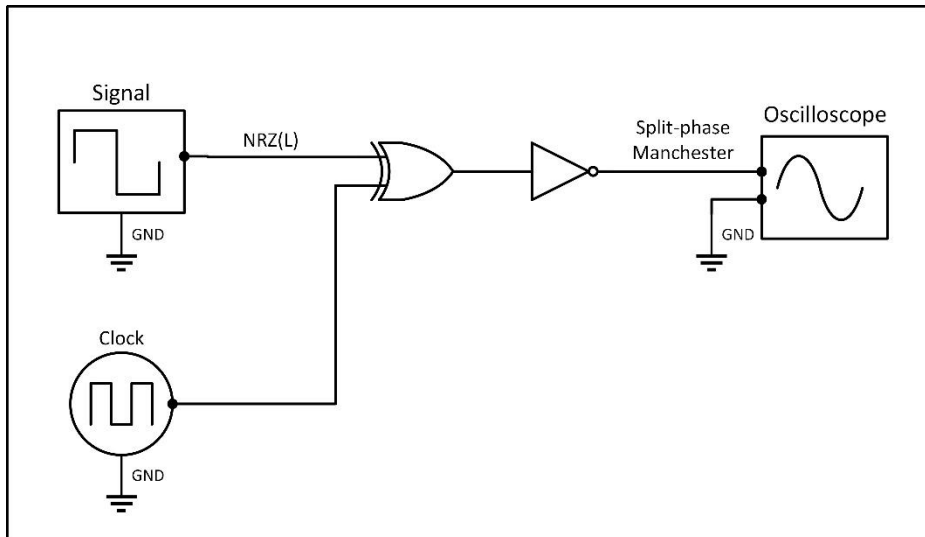 Signal
NRZ(L)
GND
Split-phase
Manchester
Oscilloscope
GND
Clock
GND